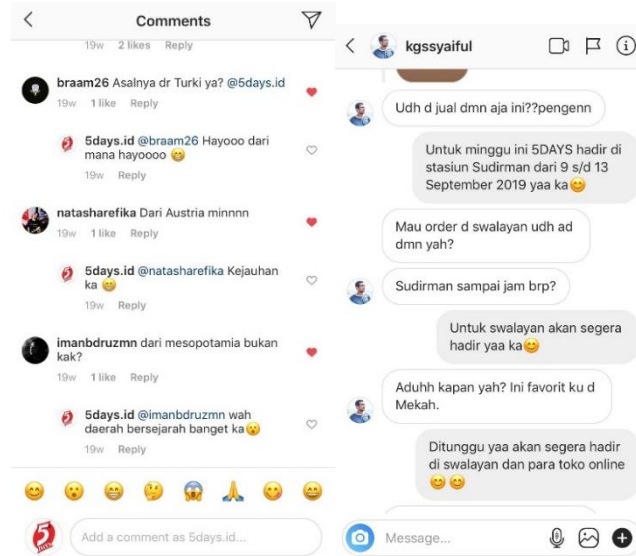 Comments
19w 2 likes Reply
braam26 Asalnya dr Turki ya? @5days.id
19w 1 like Reply
5days.id @braam26 Hayooo dari
mana hayoooo 😁
19w Reply
natasharefika Dari Austria minnnn
19w 1 like Reply
5days.id @natasharefika Kejauhan
ka 😄
19w Reply
imanbdruzmn dari mesopotamia bukan
kak?
19w 1 like Reply
5days.id @imanbdruzmn wah
daerah bersejarah banget ka😮
19w Reply
Add a comment as 5days.id...
kgssyaiful
Udh d jual dmn aja ini??pengenn
Untuk minggu ini 5DAYS hadir di
stasiun Sudirman dari 9 s/d 13
September 2019 yaa ka😊
Mau order d swalayan udh ad
dmn yah?
Sudirman sampai jam brp?
Untuk swalayan akan segera
hadir yaa ka😊
Aduhh kapan yah? Ini favorit ku d
Mekah.
Ditunggu yaa akan segera hadir
di swalayan dan para toko online
😊😊
Message...